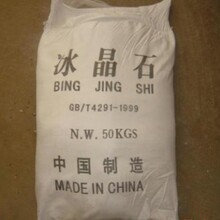 冰晶石
BING JING SHI
GB/T4291-1999
N.W. 50KGS
中国制造
MADE IN CHINA